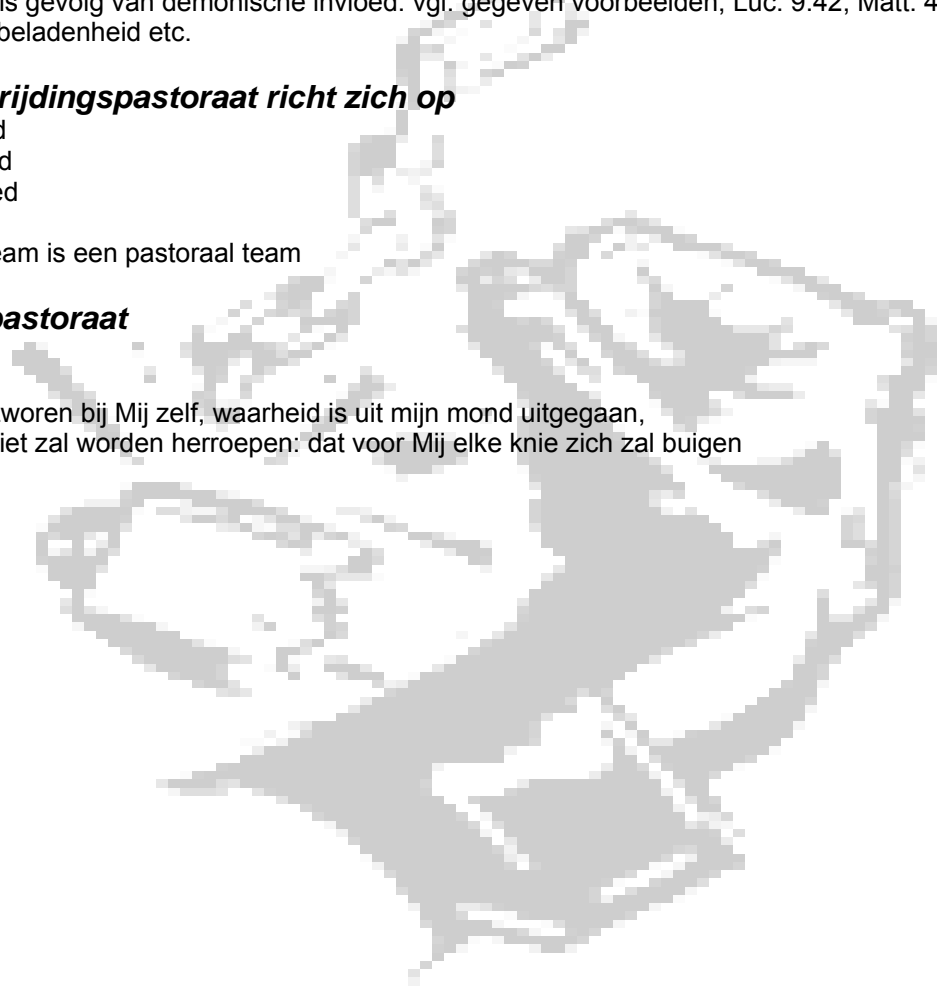 is gevolg van demonische invloed. vgl. gegeven voorbeelden, Luc. 9:42, Matt. 4
beladenheid etc.
rijdingspastoraat richt zich op
d
d
ed
eam is een pastoraal team
pastoraat
woren bij Mij zelf, waarheid is uit mijn mond uitgegaan,
iet zal worden herroepen: dat voor Mij elke knie zich zal buigen